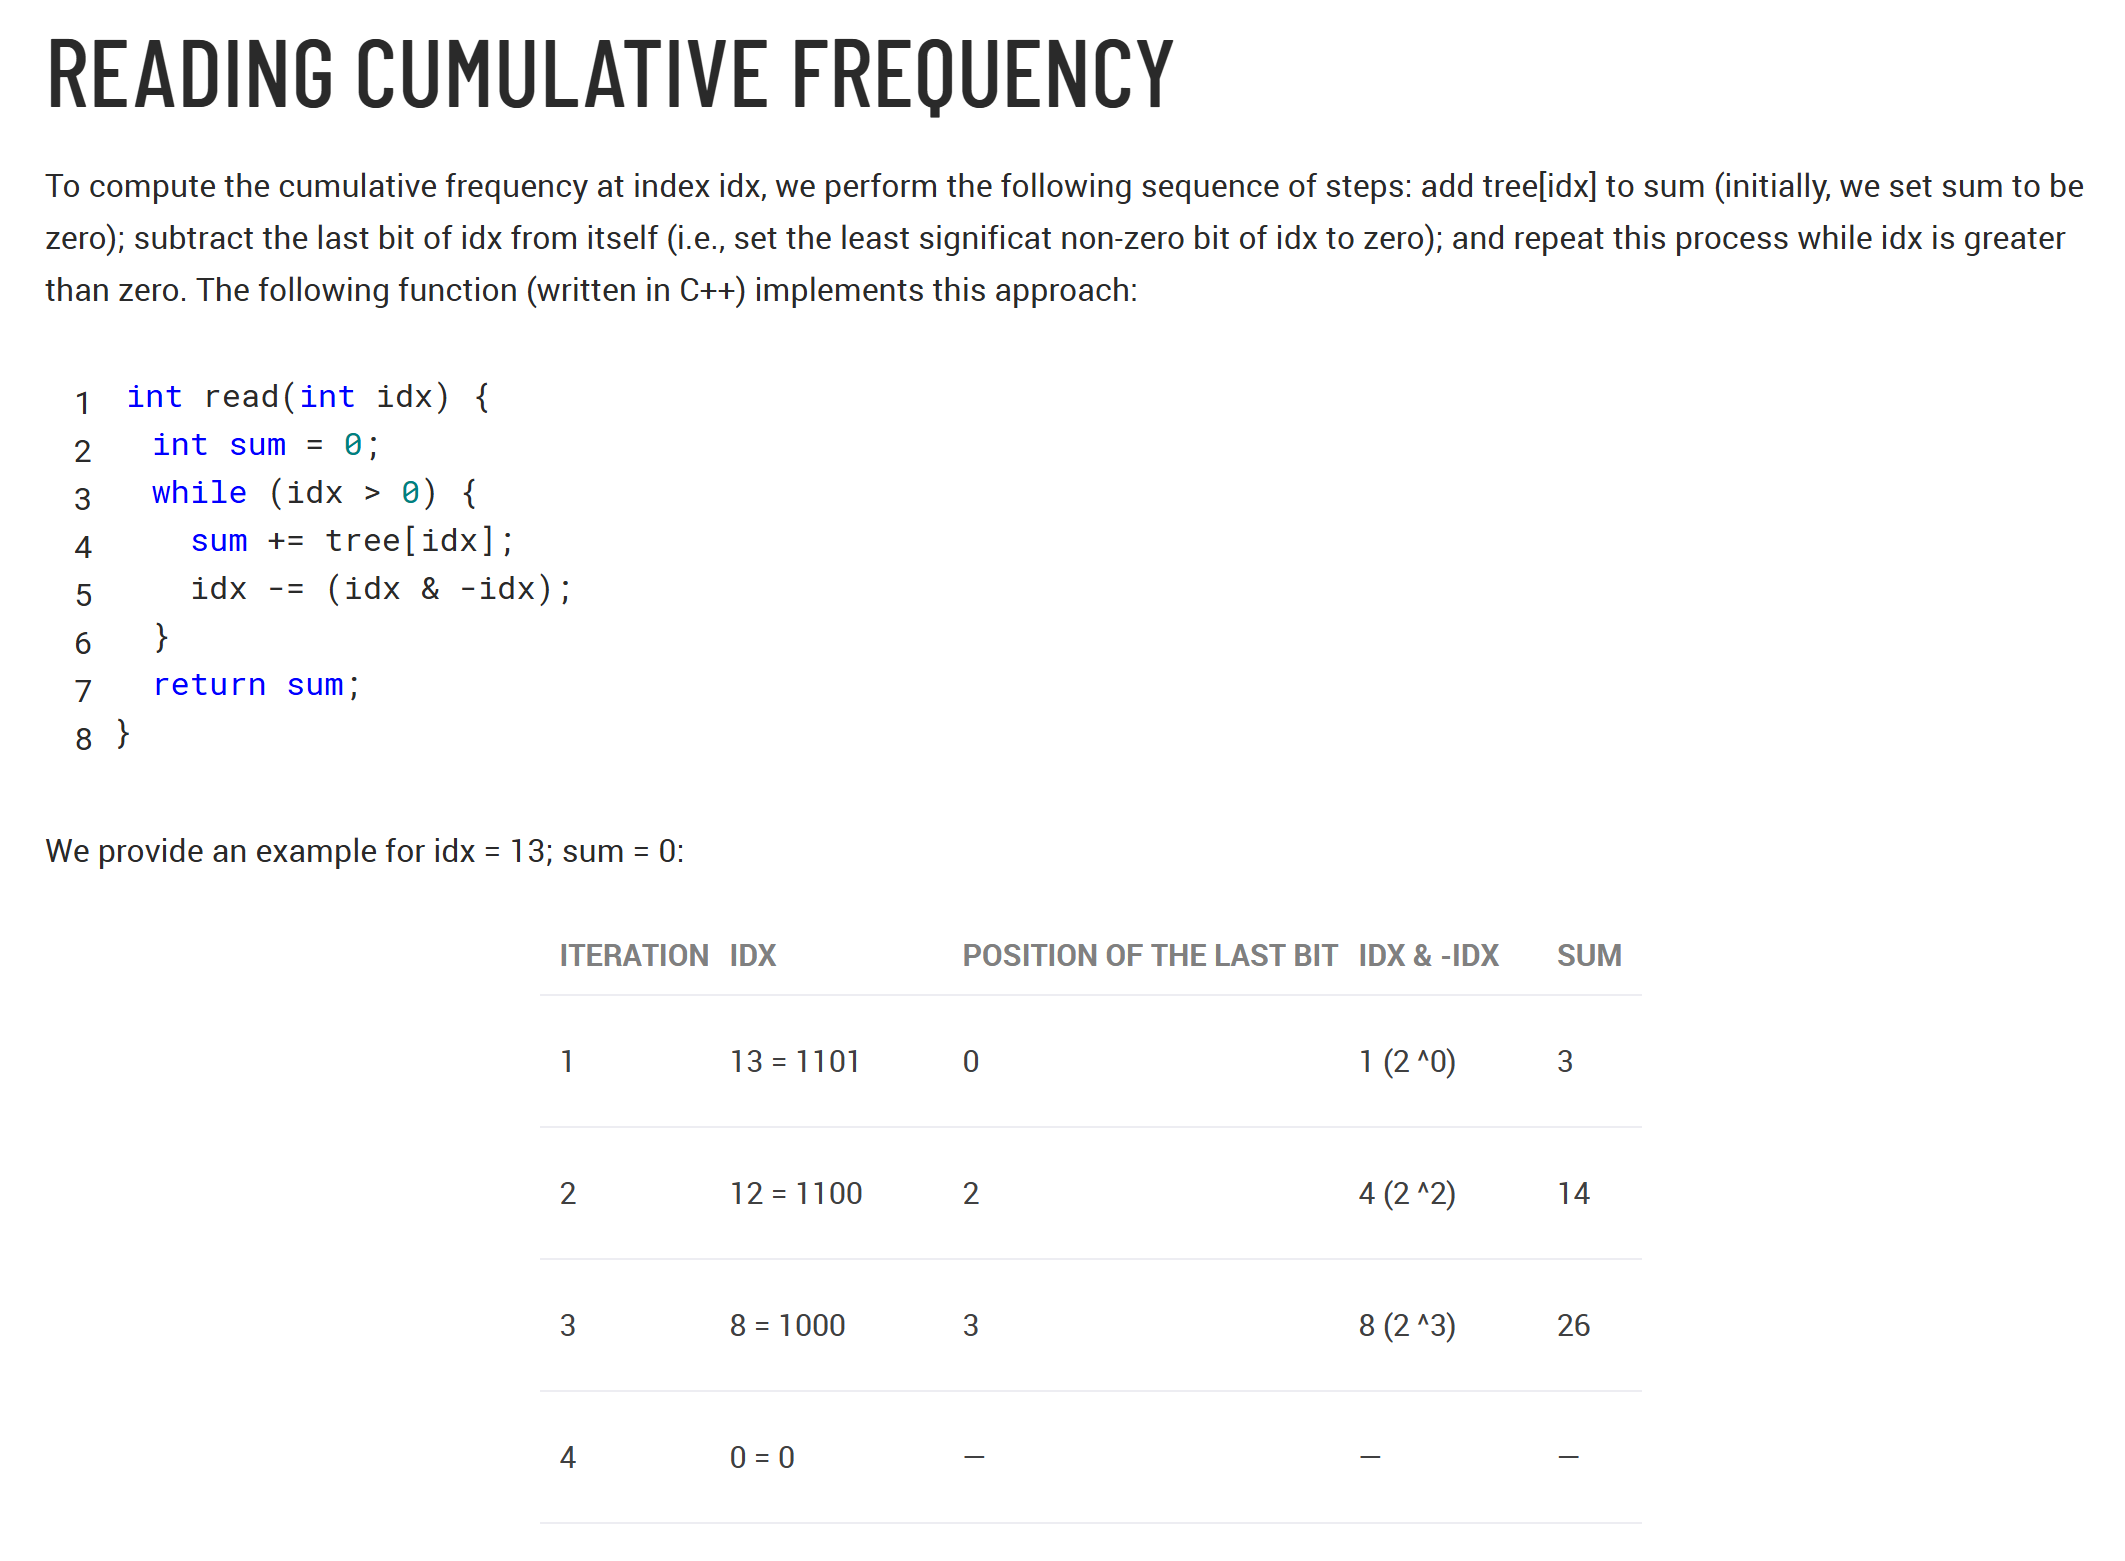 READING CUMULATIVE FREQUENCY
To compute the cumulative frequency at index idx, we perform the following sequence of steps: add tree[idx] to sum (initially, we set sum to be
zero); subtract the last bit of idx from itself (i.e., set the least significat non-zero bit of idx to zero); and repeat this process while idx is greater
than zero. The following function (written in C++) implements this approach:
1 int read(int idx) {
2 int sum = 0;
3 while (idx > 0) {
4 sum += tree[idx];
5 idx -= (idx & -idx);
6 }
7 return sum;
8 }
We provide an example for idx = 13; sum = 0:
ITERATION IDX POSITION OF THE LAST BIT IDX & -IDX SUM
1 13 = 1101 0 1 (2 ^0) 3
2 12 = 1100 2 4 (2 ^2) 14
3 8 = 1000 3 8 (2 ^3) 26
4 0 = 0 — — —